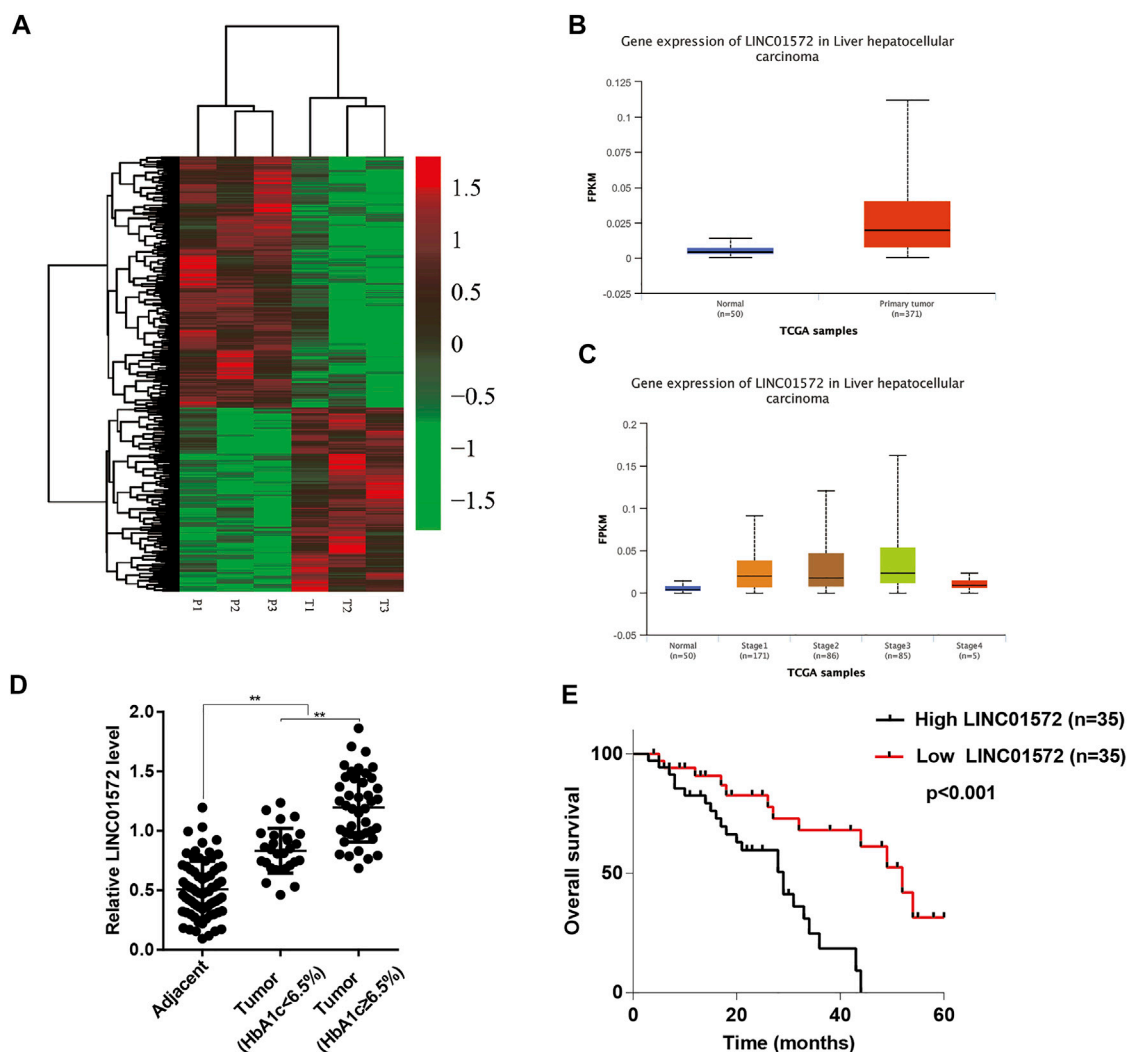 A
1.5
1
0.5
0
−0.5
−1
−1.5
P1
P2
P3
T1
T2
T3
B
Gene expression of LINC01572 in Liver hepatocellular
carcinoma
0.125
0.1
0.075
0.05
0.025
0
-0.025
FPKM
Normal
(n=50)
Primary tumor
(n=371)
TCGA samples
C
Gene expression of LINC01572 in Liver hepatocellular
carcinoma
0.2
0.15
0.1
0.05
0
-0.05
FPKM
Normal
(n=50)
Stage1
(n=171)
Stage2
(n=86)
Stage3
(n=85)
Stage4
(n=5)
TCGA samples
D
**
**
2.0
1.5
1.0
0.5
0.0
Relative LINC01572 level
Adjacent
Tumor
(HbA1c<6.5%)
Tumor
(HbA1c≥6.5%)
E
High LINC01572 (n=35)
Low LINC01572 (n=35)
p<0.001
100
50
0
Overall survival
0
20
40
60
Time (months)